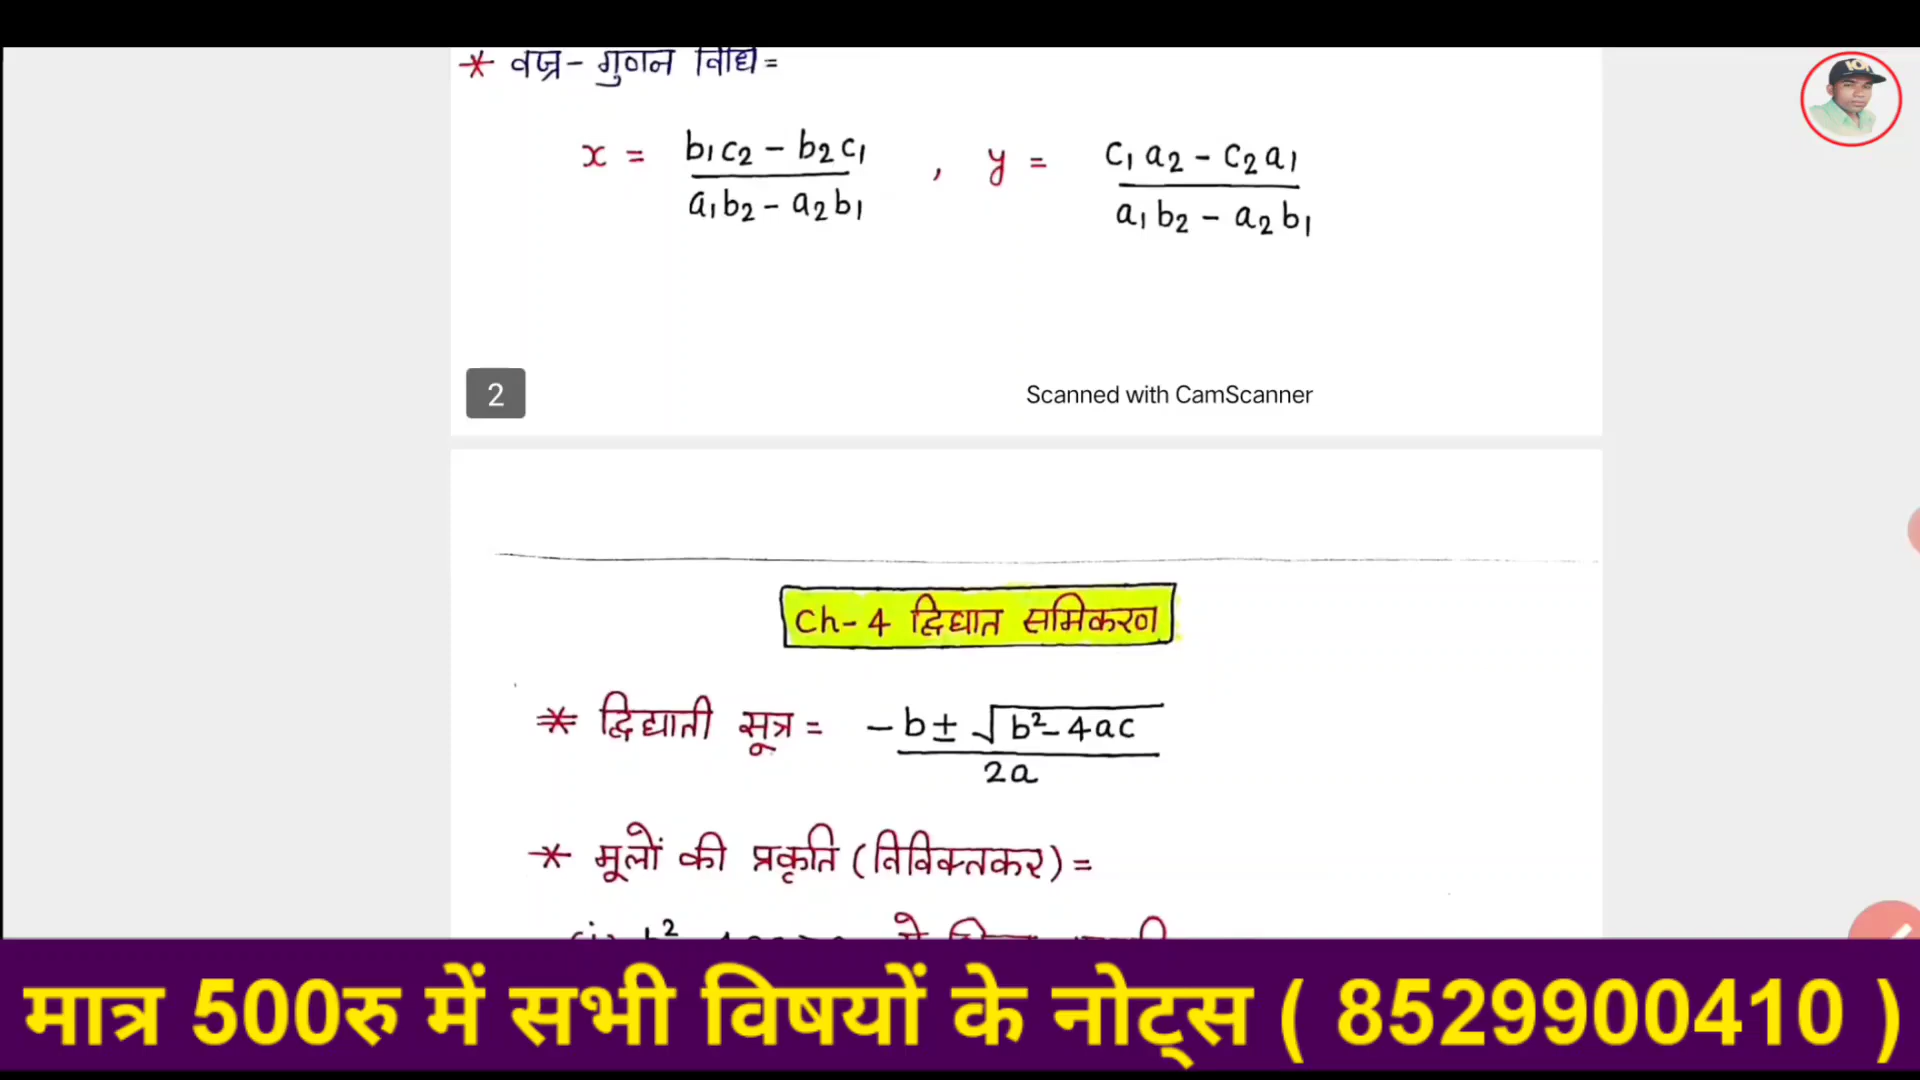 * वज्र-गुणन विधि=
x = b₁c₂ - b₂c₁ / a₁b₂ - a₂b₁ , y = c₁a₂ - c₂a₁ / a₁b₂ - a₂b₁
2
Scanned with CamScanner
Ch-4 द्विघात समिकरण
* द्विघाती सूत्र = -b ± √b²-4ac / 2a
* मूलों की प्रकृति (विविक्तकर) =
मात्र 500रु में सभी विषयों के नोट्स ( 8529900410 )